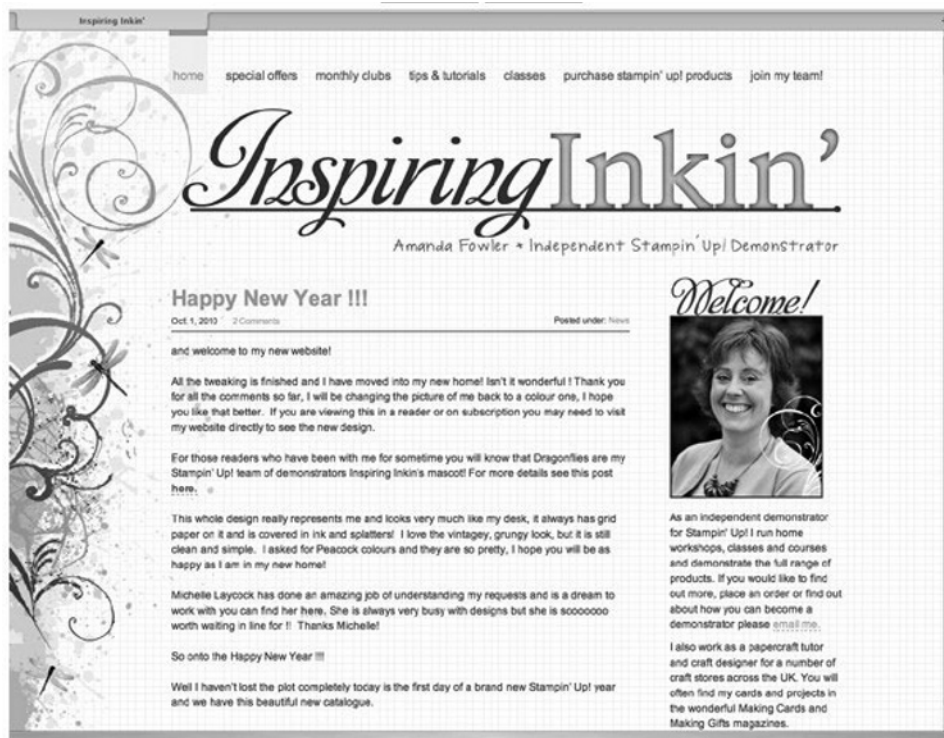 Inspiring Inkin'
home special offers monthly clubs tips & tutorials classes purchase stampin' up! products join my team!
Inspiring Inkin'
Amanda Fowler * Independent Stampin' Up! Demonstrator
Happy New Year !!!
Oct. 1, 2010 2 Comments Posted under: News
and welcome to my new website!
All the tweaking is finished and I have moved into my new home! Isn't it wonderful ! Thank you
for all the comments so far, I will be changing the picture of me back to a colour one, I hope
you like that better. If you are viewing this in a reader or on subscription you may need to visit
my website directly to see the new design.
For those readers who have been with me for sometime you will know that Dragonflies are my
Stampin' Up! team of demonstrators Inspiring Inkin's mascot! For more details see this post
here.
This whole design really represents me and looks very much like my desk, it always has grid
paper on it and is covered in ink and splatters! I love the vintagey, grungy look, but it is still
clean and simple. I asked for Peacock colours and they are so pretty, I hope you will be as
happy as I am in my new home!
Michelle Laycock has done an amazing job of understanding my requests and is a dream to
work with you can find her here. She is always very busy with designs but she is sooooooo
worth waiting in line for !! Thanks Michelle!
So onto the Happy New Year !!!
Well I haven't lost the plot completely today is the first day of a brand new Stampin' Up! year
and we have this beautiful new catalogue.
Welcome!
As an independent demonstrator
for Stampin' Up! I run home
workshops, classes and courses
and demonstrate the full range of
products. If you would like to find
out more, place an order or find out
about how you can become a
demonstrator please email me.
I also work as a papercraft tutor
and craft designer for a number of
craft stores across the UK. You will
often find my cards and projects in
the wonderful Making Cards and
Making Gifts magazines.